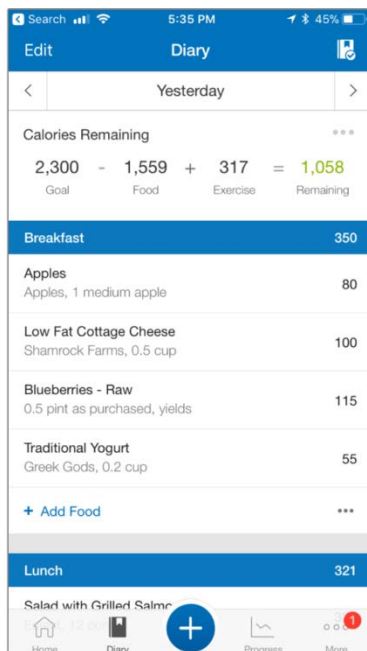 Search 5:35 PM 45%
Edit Diary
Yesterday
Calories Remaining
2,300 - 1,559 + 317 = 1,058
Goal Food Exercise Remaining
Breakfast 350
Apples
Apples, 1 medium apple
80
Low Fat Cottage Cheese
Shamrock Farms, 0.5 cup
100
Blueberries - Raw
0.5 pint as purchased, yields
115
Traditional Yogurt
Greek Gods, 0.2 cup
55
+ Add Food
Lunch 321
Salad with Grilled Salmo
1
Home Diary + Progress More